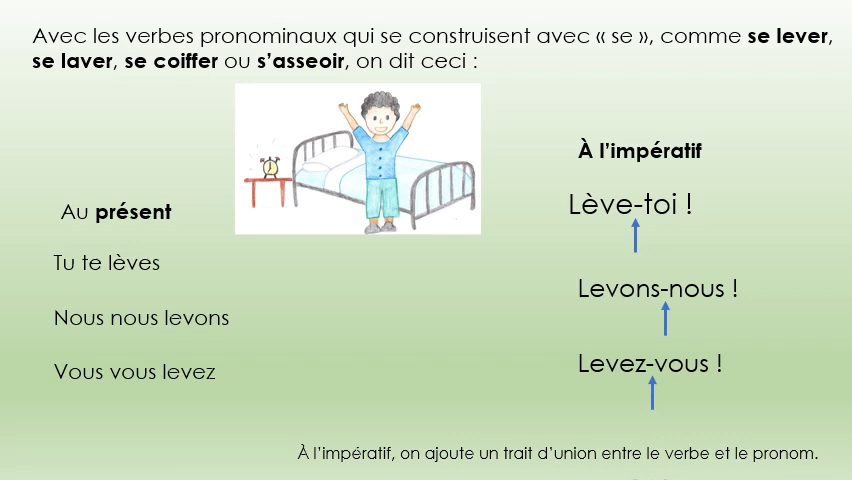 Avec les verbes pronominaux qui se construisent avec « se », comme se lever,
se laver, se coiffer ou s’asseoir, on dit ceci :
À l’impératif
Au présent
Lève-toi !
Tu te lèves
Levons-nous !
Nous nous levons
Levez-vous !
Vous vous levez
À l’impératif, on ajoute un trait d’union entre le verbe et le pronom.